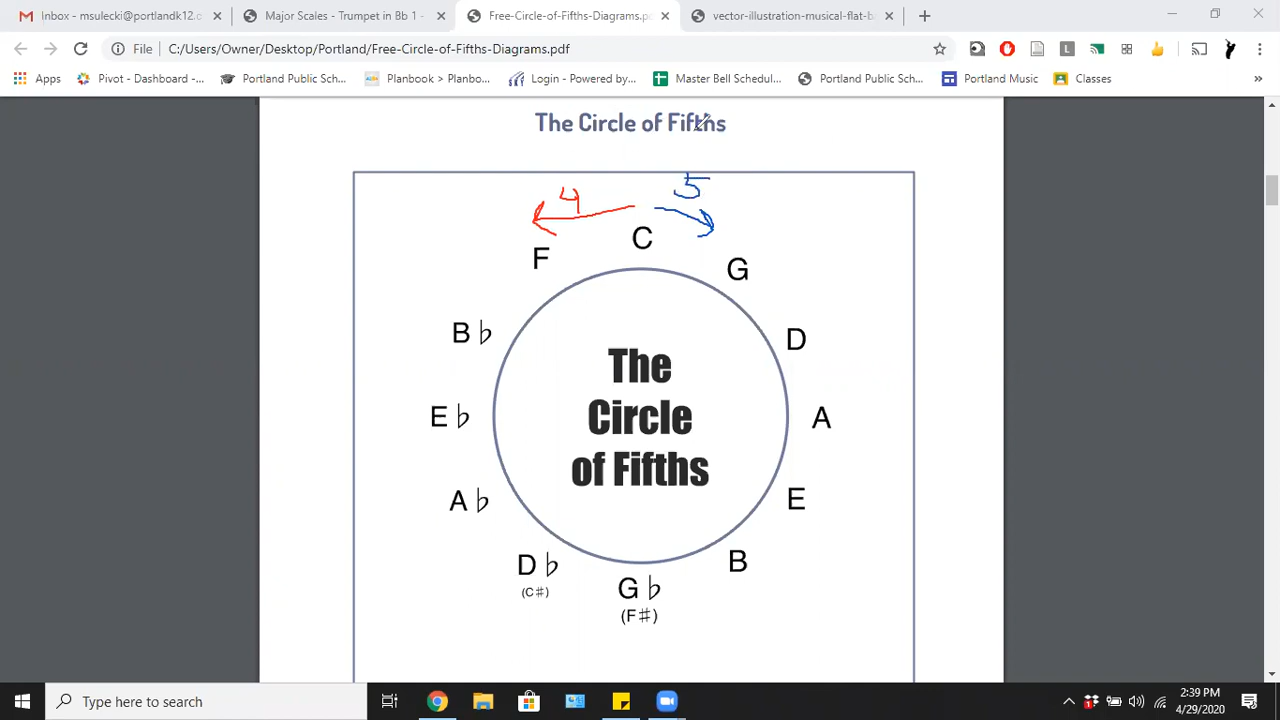 Inbox - msulecki@portlandk12.c
Major Scales - Trumpet in Bb 1 -
Free-Circle-of-Fifths-Diagrams.pd
vector-illustration-musical-flat-b
File
C:/Users/Owner/Desktop/Portland/Free-Circle-of-Fifths-Diagrams.pdf
Apps
Pivot - Dashboard -...
Portland Public Sch...
Planbook > Planbo...
Login - Powered by...
Master Bell Schedul...
Portland Public Sch...
Portland Music
Classes
»
The Circle of Fifths
4
5
C
F
G
B♭
D
E♭
A
A♭
E
D♭
(C♯)
B
G♭
(F♯)
The
Circle
of Fifths
Type here to search
2:39 PM
4/29/2020